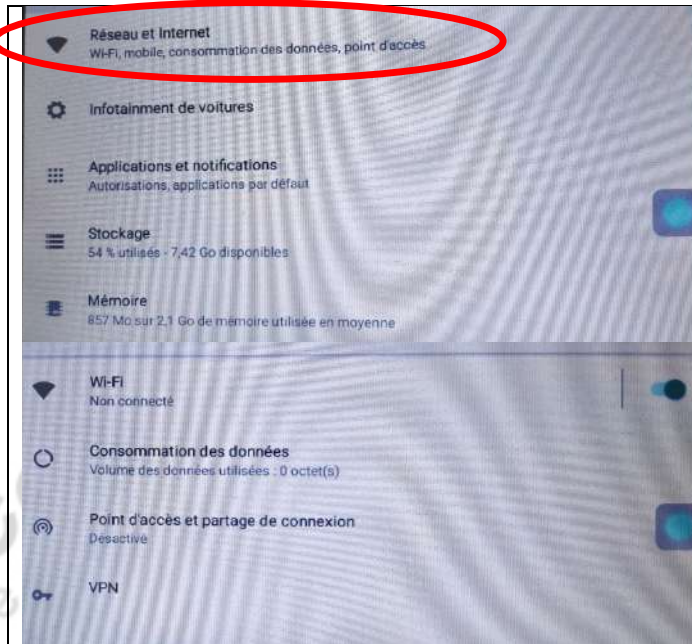 Réseau et Internet
Wi-Fi, mobile, consommation des données, point d'accès
Infotainment de voitures
Applications et notifications
Autorisations, applications par défaut
Stockage
54 % utilisés - 7,42 Go disponibles
Mémoire
857 Mo sur 2,1 Go de mémoire utilisée en moyenne
Wi-Fi
Non connecté
Consommation des données
Volume des données utilisées : 0 octet(s)
Point d'accès et partage de connexion
Désactivé
VPN